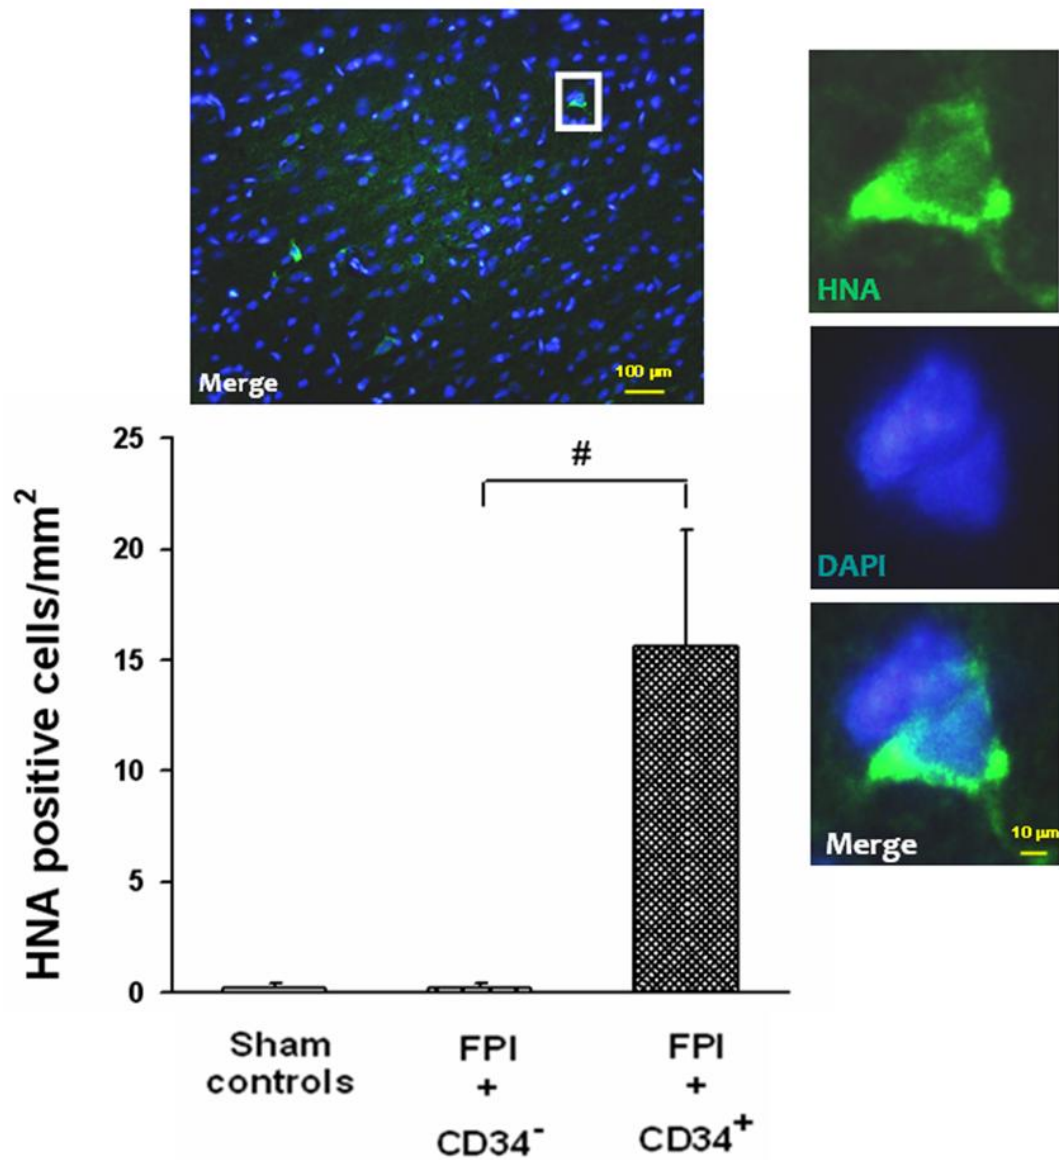 Merge
100 µm
HNA
DAPI
Merge
10 µm
HNA positive cells/mm²
25
20
15
10
5
0
#
Sham
controls
FPI
+
CD34⁻
FPI
+
CD34⁺